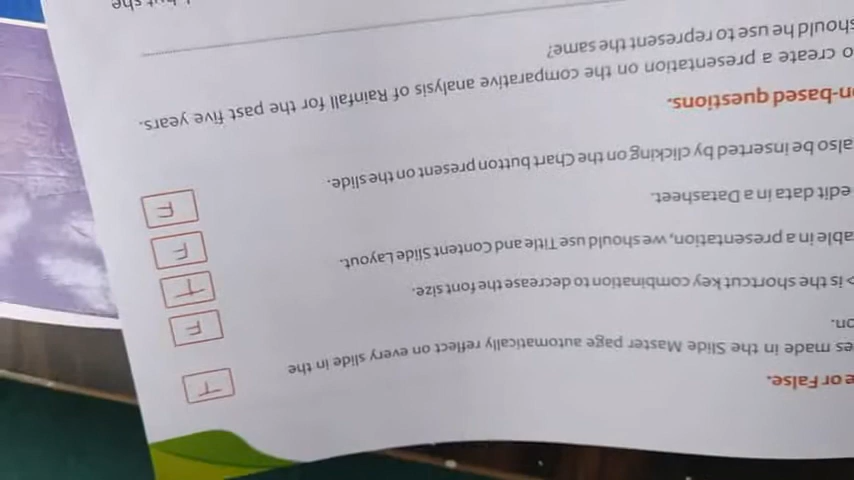 e or False.
es made in the Slide Master page automatically reflect on every slide in the
on.
T
> is the shortcut key combination to decrease the font size.
F
able in a presentation, we should use Title and Content Slide Layout.
T
edit data in a Datasheet.
F
also be inserted by clicking on the Chart button present on the slide.
n-based questions.
o create a presentation on the comparative analysis of Rainfall for the past five years.
should he use to represent the same?
but she